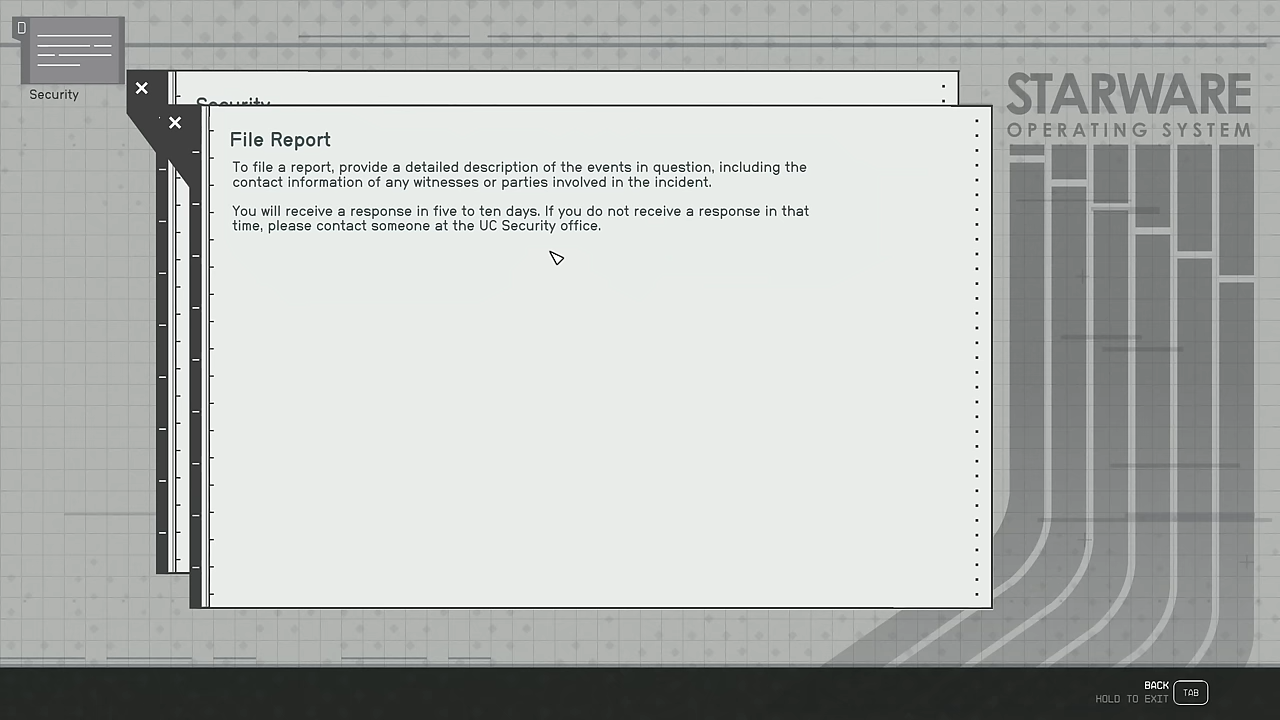 Security
STARWARE
OPERATING SYSTEM
Security
File Report
To file a report, provide a detailed description of the events in question, including the
contact information of any witnesses or parties involved in the incident.
You will receive a response in five to ten days. If you do not receive a response in that
time, please contact someone at the UC Security office.
BACK
HOLD TO EXIT
TAB